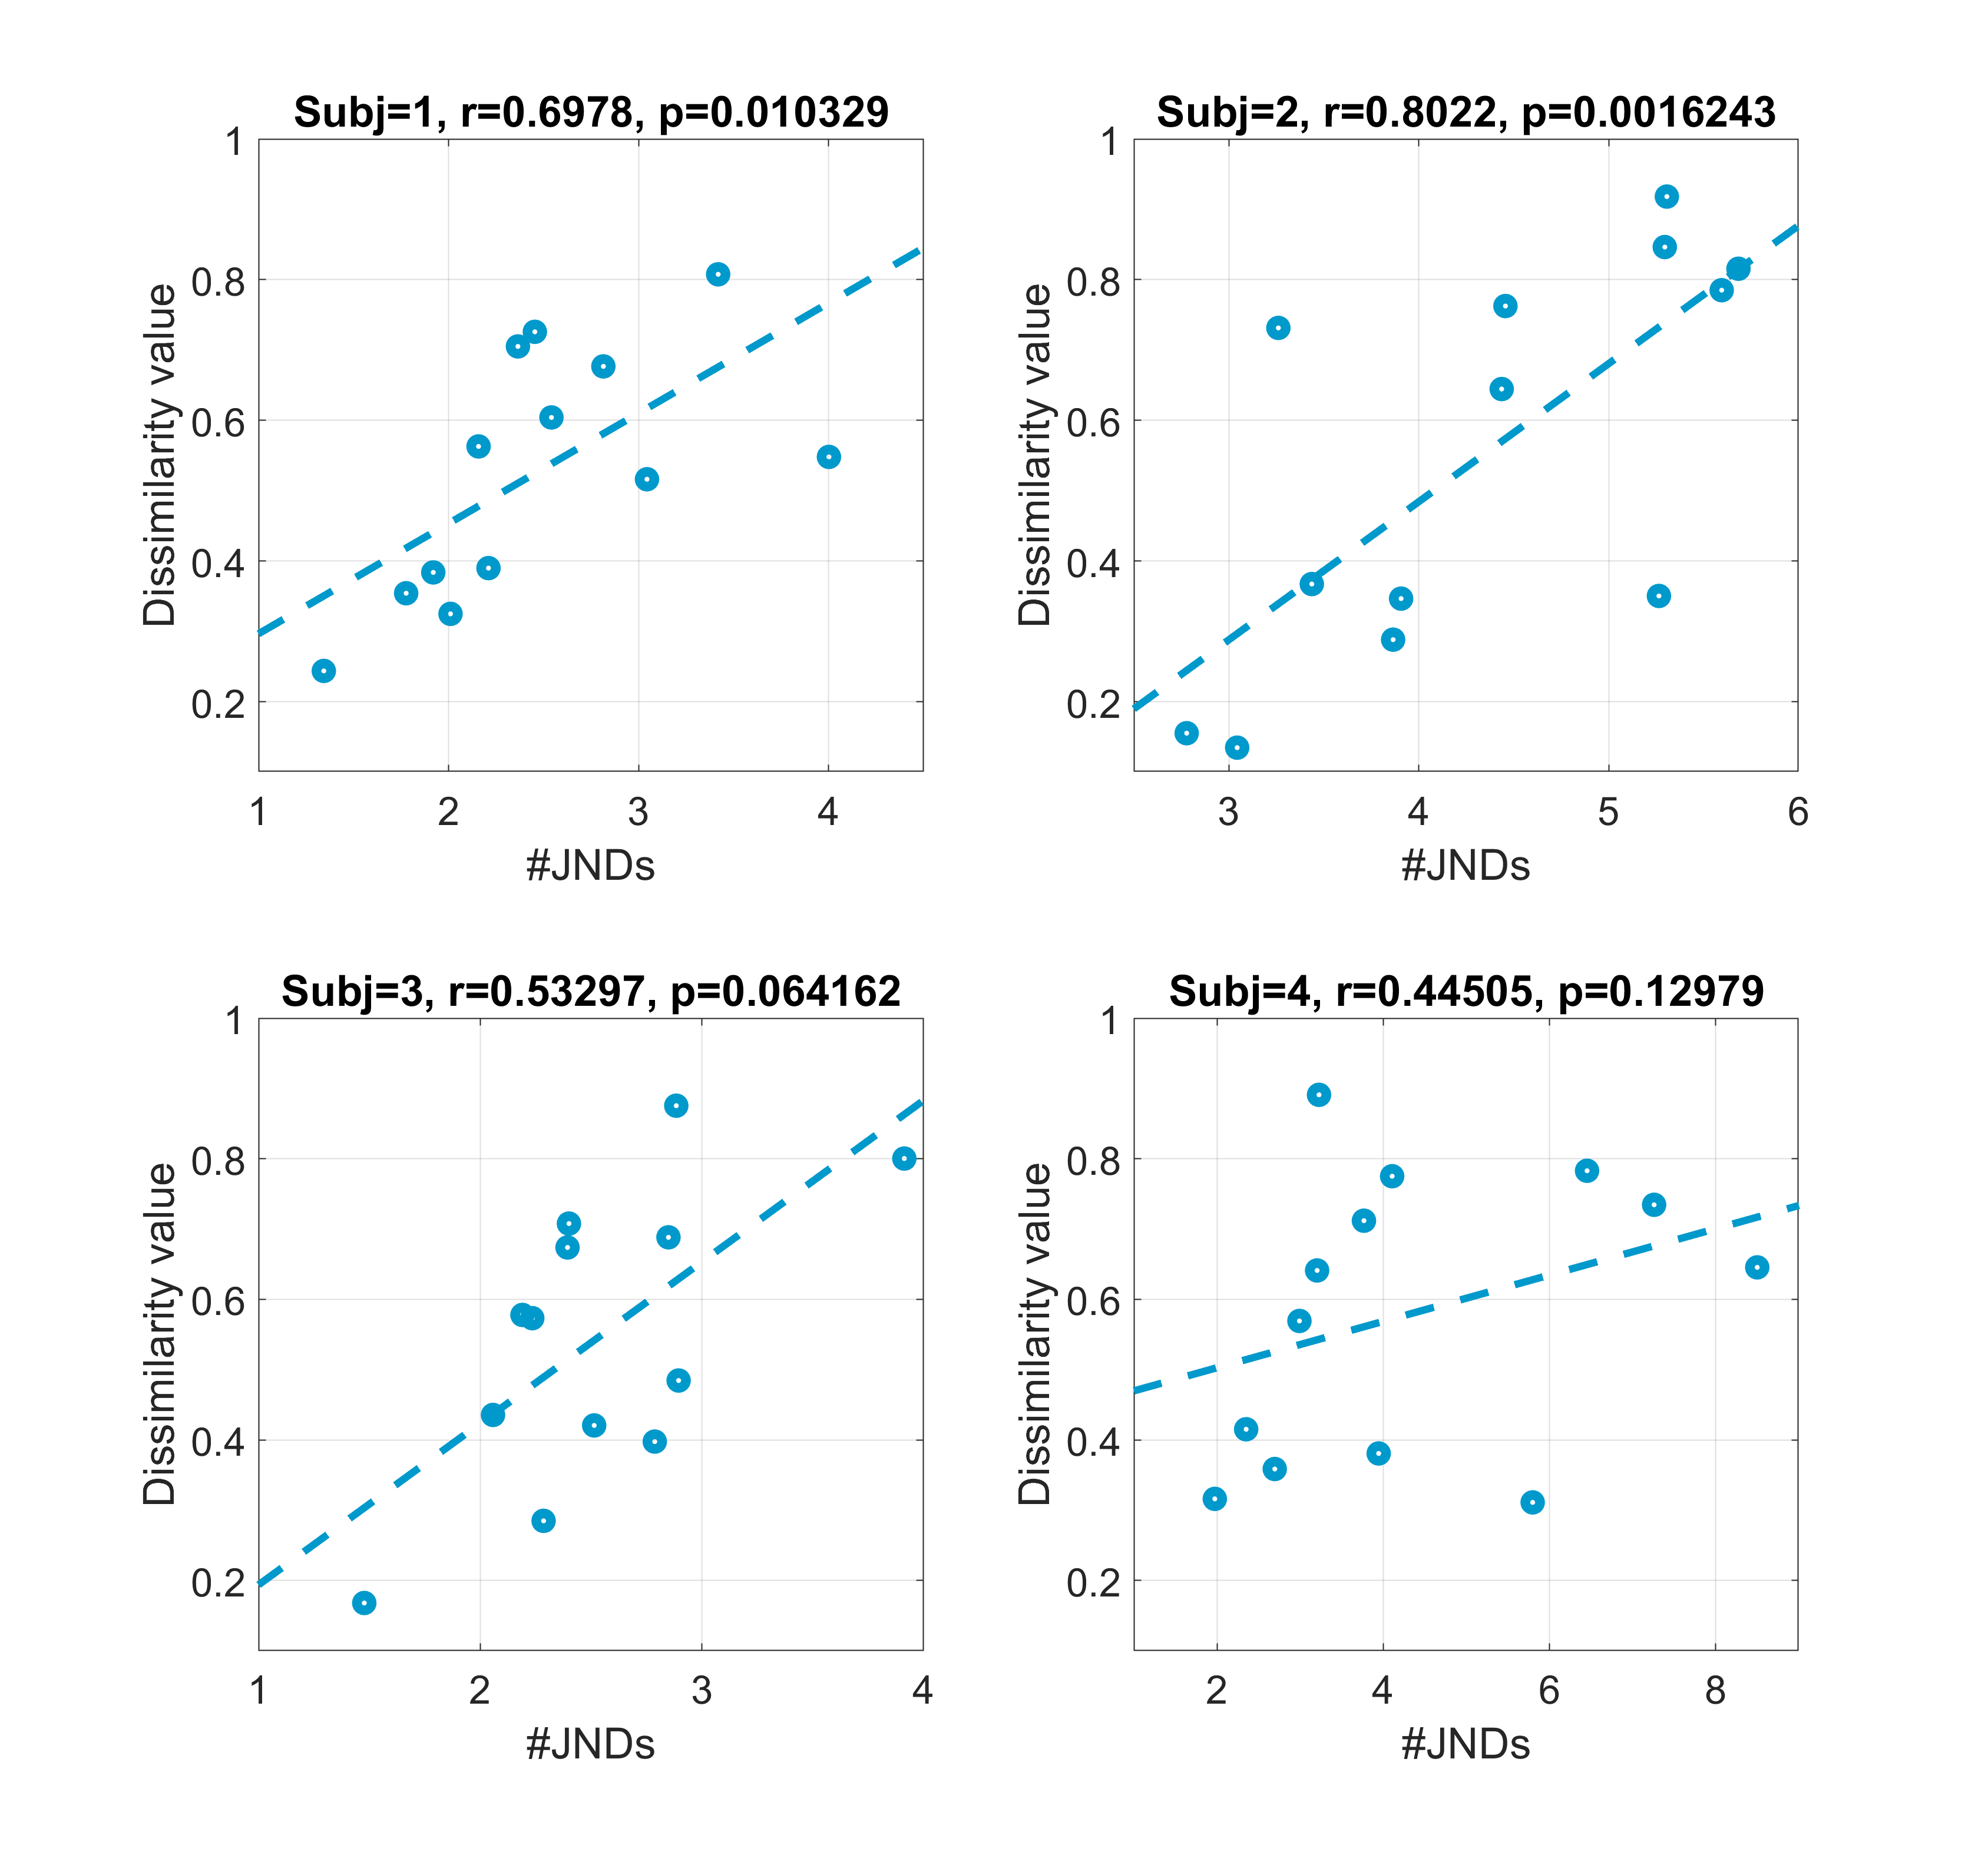 Subj=1, r=0.6978, p=0.010329
Dissimilarity value
1
0.8
0.6
0.4
0.2
1 2 3 4
#JNDs
Subj=2, r=0.8022, p=0.0016243
Dissimilarity value
1
0.8
0.6
0.4
0.2
3 4 5 6
#JNDs
Subj=3, r=0.53297, p=0.064162
Dissimilarity value
1
0.8
0.6
0.4
0.2
1 2 3 4
#JNDs
Subj=4, r=0.44505, p=0.12979
Dissimilarity value
1
0.8
0.6
0.4
0.2
2 4 6 8
#JNDs